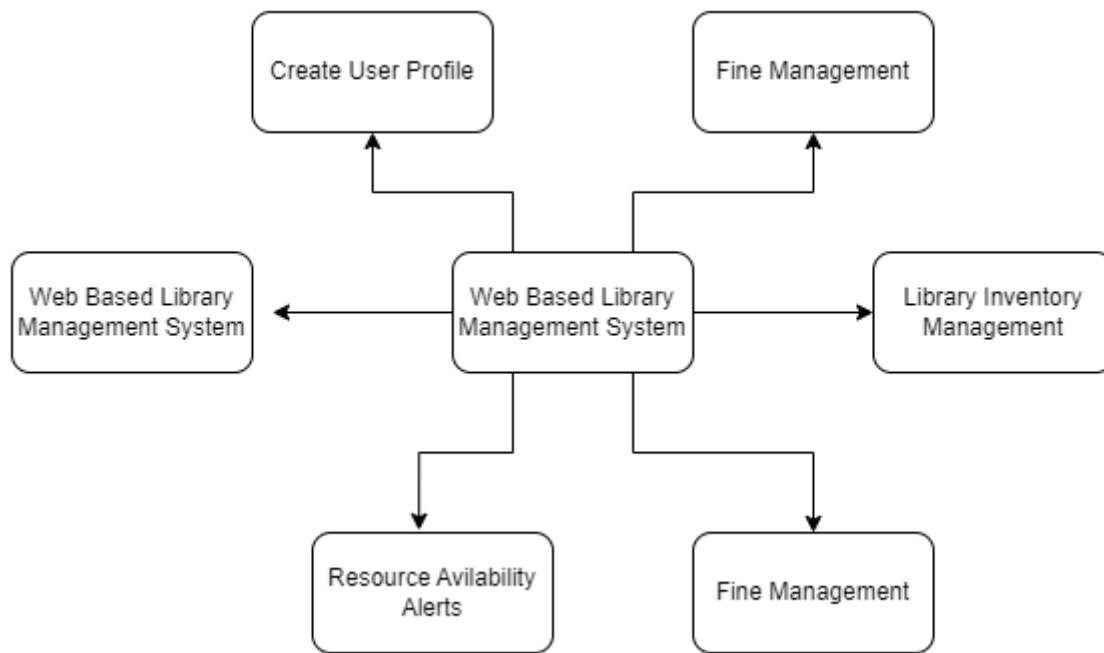 Create User Profile
Fine Management
Web Based Library
Management System
Web Based Library
Management System
Library Inventory
Management
Resource Avilability
Alerts
Fine Management